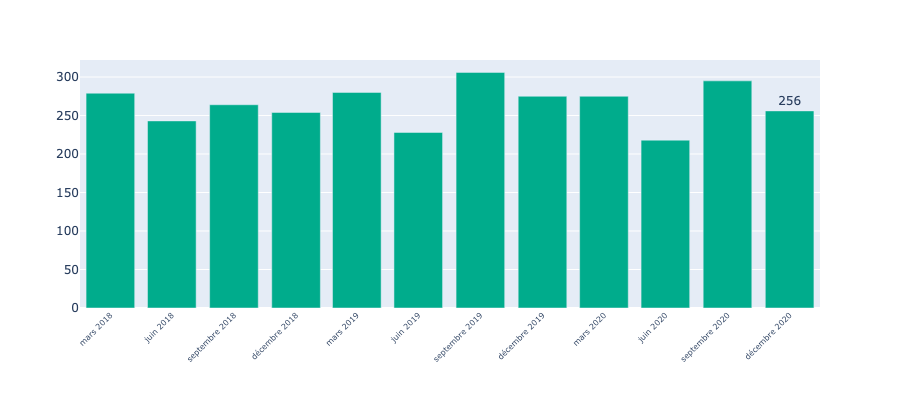 300
250
200
150
100
50
0
256
mars 2018
juin 2018
septembre 2018
décembre 2018
mars 2019
juin 2019
septembre 2019
décembre 2019
mars 2020
juin 2020
septembre 2020
décembre 2020